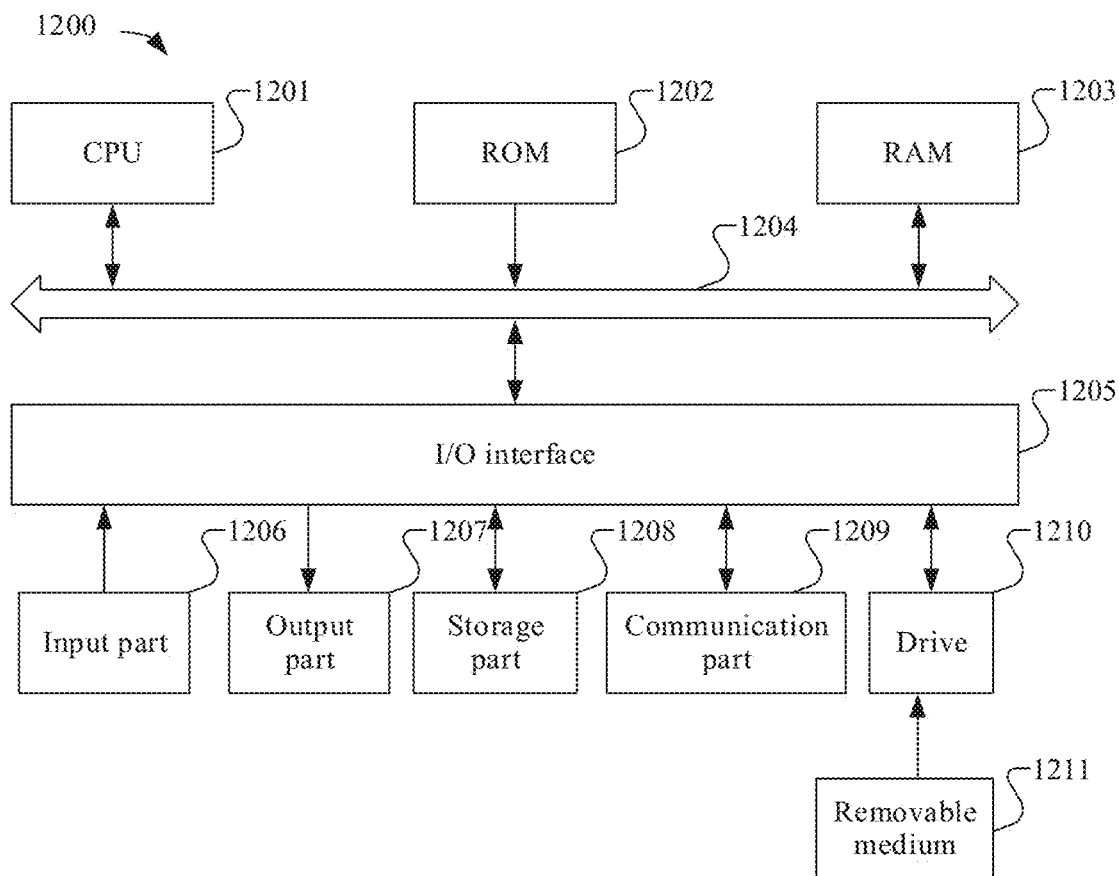 1200
1201
1202
1203
CPU
ROM
RAM
1204
1205
I/O interface
1206
1207
1208
1209
1210
Input part
Output
part
Storage
part
Communication
part
Drive
1211
Removable
medium